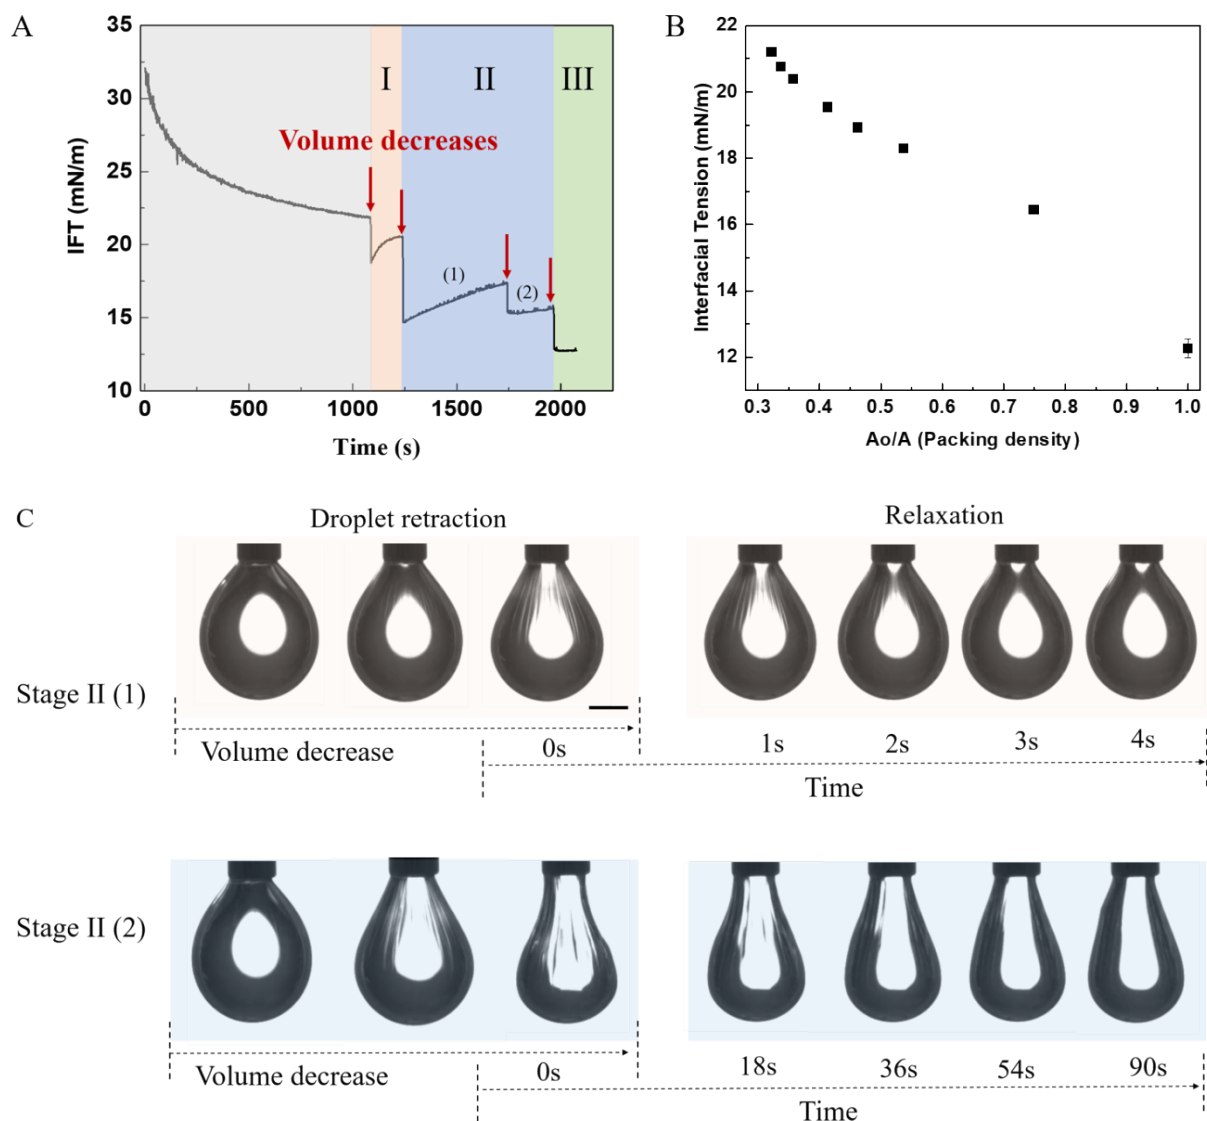 A
35
30
25
20
15
10
IFT (mN/m)
I
II
III
Volume decreases
(1)
(2)
0
500
1000
1500
2000
Time (s)
B
22
20
18
16
14
12
Interfacial Tension (mN/m)
0.3 0.4 0.5 0.6 0.7 0.8 0.9 1.0
Ao/A (Packing density)
C
Droplet retraction
Relaxation
Stage II (1)
Volume decrease
0s
1s
2s
3s
4s
Time
Stage II (2)
Volume decrease
0s
18s
36s
54s
90s
Time